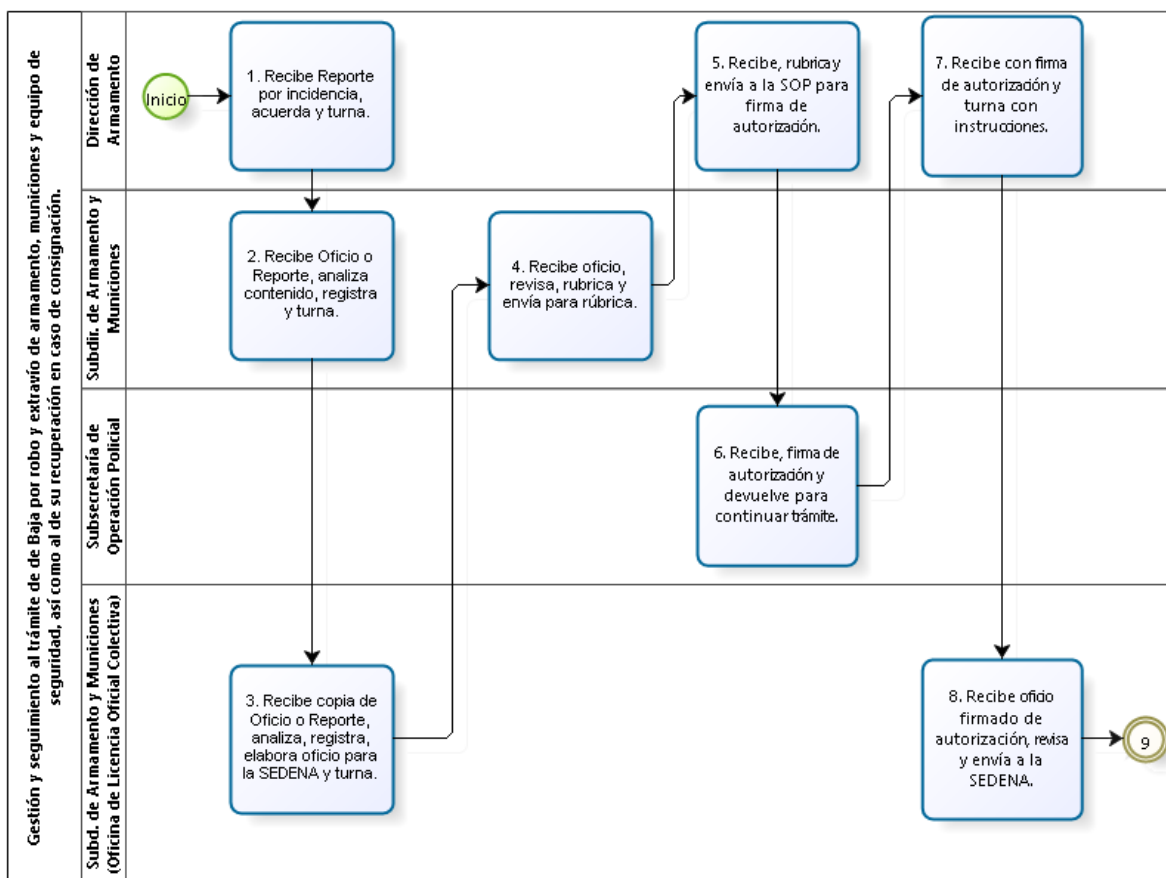 Gestión y seguimiento al trámite de de Baja por robo y extravío de armamento, municiones y equipo de
seguridad, así como al de su recuperación en caso de consignación.
Dirección de
Armamento
Inicio
1. Recibe Reporte
por incidencia,
acuerda y turna.
5. Recibe, rubrica y
envía a la SOP para
firma de
autorización.
7. Recibe con firma
de autorización y
turna con
instrucciones.
Subdir. de Armamento y
Municiones
2. Recibe Oficio o
Reporte, analiza
contenido, registra
y turna.
4. Recibe oficio,
revisa, rubrica y
envía para rúbrica.
Subsecretaría de
Operación Policial
6. Recibe, firma de
autorización y
devuelve para
continuar trámite.
Subd. de Armamento y Municiones
(Oficina de Licencia Oficial Colectiva)
3. Recibe copia de
Oficio o Reporte,
analiza, registra,
elabora oficio para
la SEDENA y turna.
8. Recibe oficio
firmado de
autorización, revisa
y envía a la
SEDENA.
9